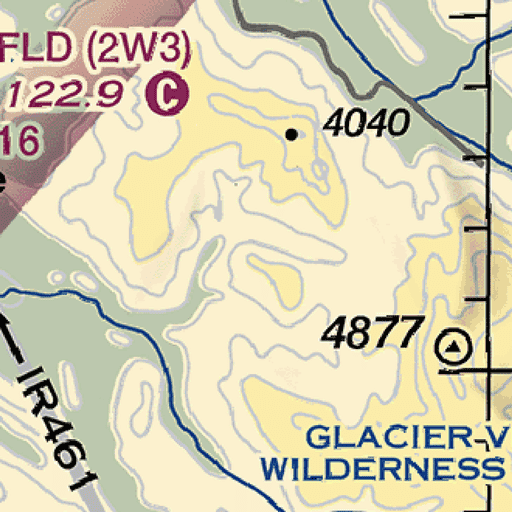 FLD (2W3)
122.9 C
16
e
4040
4877
IR461
GLACIER-V
WILDERNESS